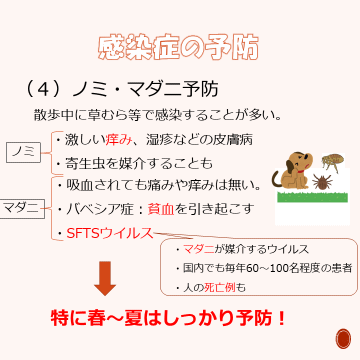 感染症の予防
（４）ノミ・マダニ予防
散歩中に草むら等で感染することが多い。
ノミ
・激しい痒み、湿疹などの皮膚病
・寄生虫を媒介することも
マダニ
・吸血されても痛みや痒みは無い。
・バベシア症：貧血を引き起こす
・SFTSウイルス
・マダニが媒介するウイルス
・国内でも毎年60～100名程度の患者
・人の死亡例も
特に春～夏はしっかり予防！